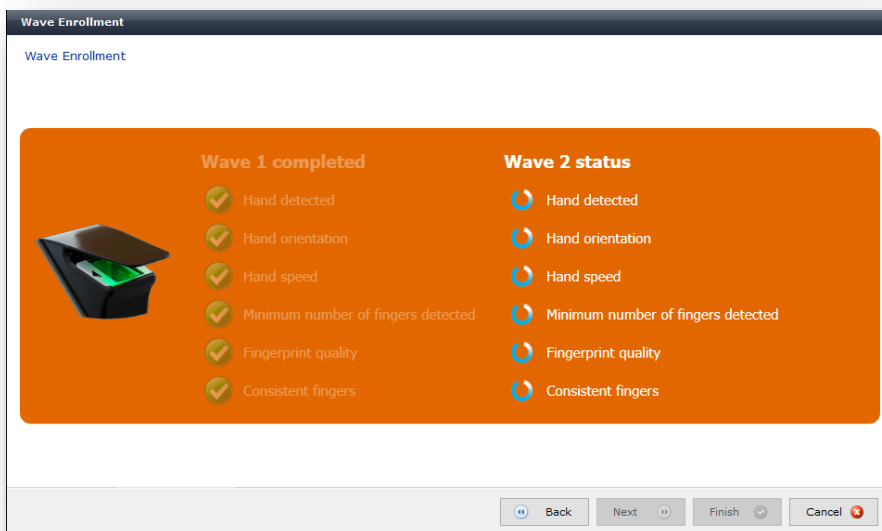 Wave Enrollment
Wave Enrollment
Wave 1 completed
Hand detected
Hand orientation
Hand speed
Minimum number of fingers detected
Fingerprint quality
Consistent fingers
Wave 2 status
Hand detected
Hand orientation
Hand speed
Minimum number of fingers detected
Fingerprint quality
Consistent fingers
Back
Next
Finish
Cancel